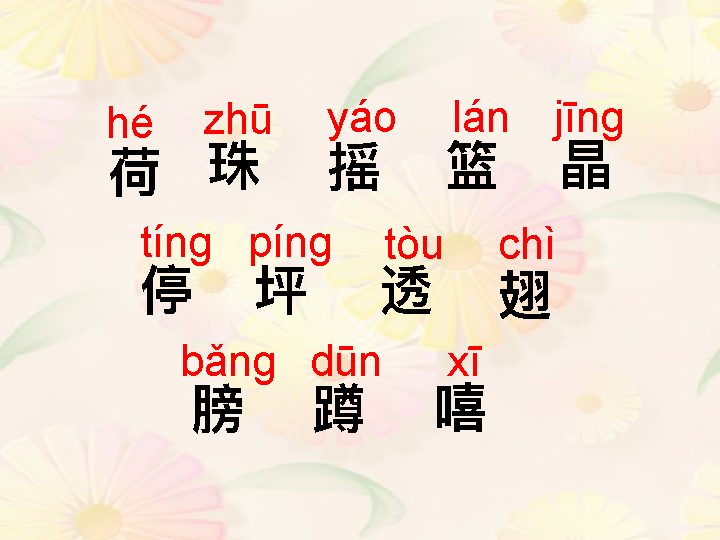 hé zhū yáo lán jīng
荷 珠 摇 篮 晶
tíng píng tòu chì
停 坪 透 翅
bǎng dūn xī
膀 蹲 嘻